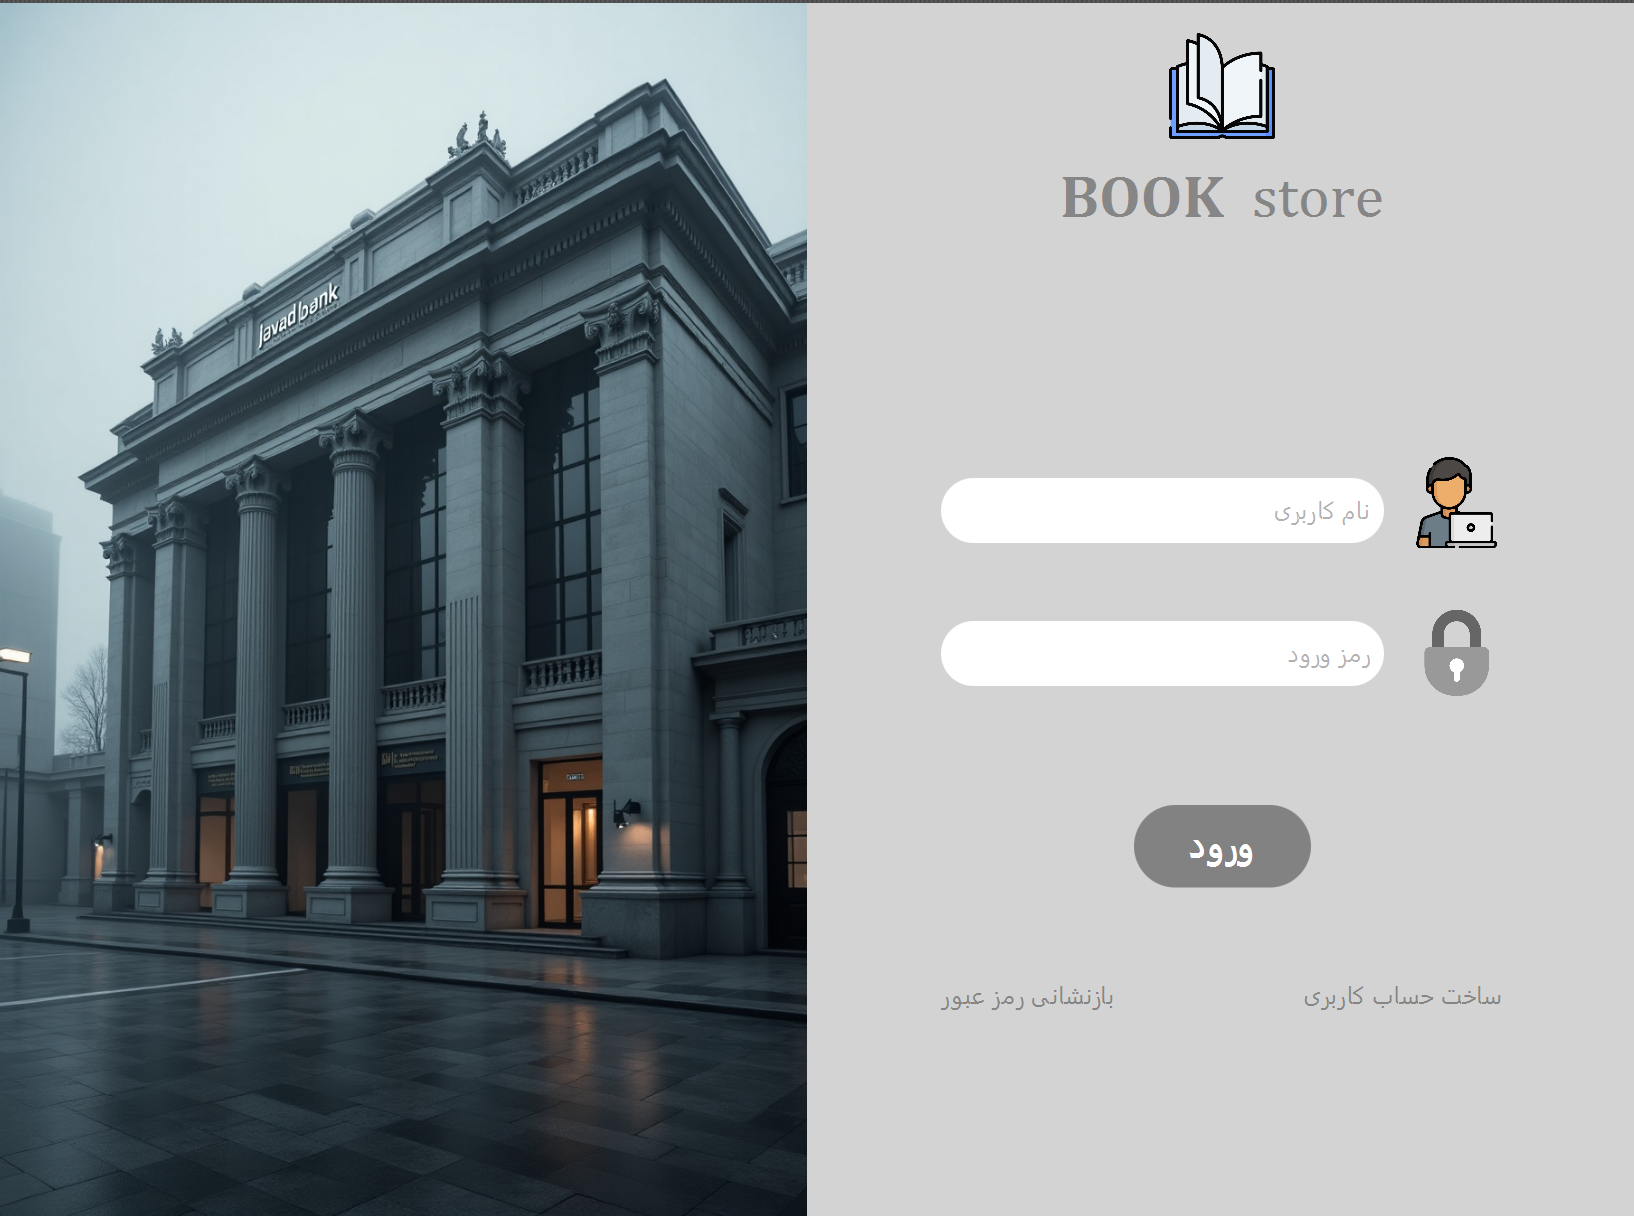 javad bank
BOOK store
نام کاربری
رمز ورود
ورود
ساخت حساب کاربری
بازنشانی رمز عبور